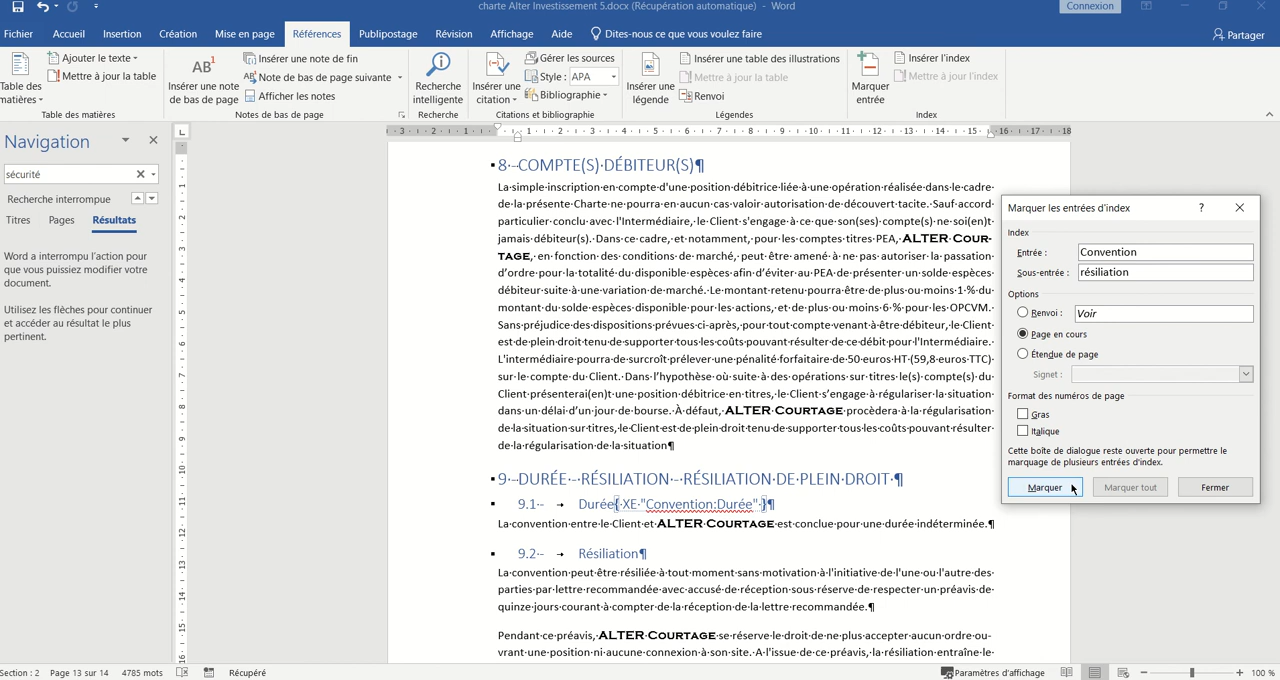 charte Alter Investissement 5.docx (Récupération automatique) - Word
Connexion
Fichier Accueil Insertion Création Mise en page Références Publipostage Révision Affichage Aide Dites-nous ce que vous voulez faire Partager
Table des matières
Ajouter le texte
Mettre à jour la table
Table des matières
AB¹
Insérer une note de bas de page
Insérer une note de fin
Note de bas de page suivante
Afficher les notes
Notes de bas de page
Recherche intelligente
Recherche
Insérer une citation
Gérer les sources
Style : APA
Bibliographie
Citations et bibliographie
Insérer une légende
Insérer une table des illustrations
Mettre à jour la table
Renvoi
Légendes
Marquer entrée
Insérer l'index
Mettre à jour l'index
Index
Navigation
sécurité
Recherche interrompue
Titres Pages Résultats
Word a interrompu l'action pour
que vous puissiez modifier votre
document.
Utilisez les flèches pour continuer
et accéder au résultat le plus
pertinent.
3 2 1 1 2 3 4 5 6 7 8 9 10 11 12 13 14 15 16 17 18
8·-·COMPTE(S)·DÉBITEUR(S)¶
La·simple·inscription·en·compte·d'une·position·débitrice·liée·à·une·opération·réalisée·dans·le·cadre·
de·la·présente·Charte·ne·pourra·en·aucun·cas·valoir·autorisation·de·découvert·tacite.·Sauf·accord·
particulier·conclu·avec·l'Intermédiaire,·le·Client·s'engage·à·ce·que·son(ses)·compte(s)·ne·soi(en)t·
jamais·débiteur(s).·Dans·ce·cadre,·et·notamment,·pour·les·comptes·titres·PEA,·ALTER·COUR-
TAGE,·en·fonction·des·conditions·de·marché,·peut·être·amené·à·ne·pas·autoriser·la·passation·
d'ordre·pour·la·totalité·du·disponible·espèces·afin·d'éviter·au·PEA·de·présenter·un·solde·espèces·
débiteur·suite·à·une·variation·de·marché.·Le·montant·retenu·pourra·être·de·plus·ou·moins·1·%·du·
montant·du·solde·espèces·disponible·pour·les·actions,·et·de·plus·ou·moins·6·%·pour·les·OPCVM.·
Sans·préjudice·des·dispositions·prévues·ci-après,·pour·tout·compte·venant·à·être·débiteur,·le·Client·
est·de·plein·droit·tenu·de·supporter·tous·les·coûts·pouvant·résulter·de·ce·débit·pour·l'Intermédiaire.·
L'intermédiaire·pourra·de·surcroît·prélever·une·pénalité·forfaitaire·de·50·euros·HT·(59,8·euros·TTC)·
sur·le·compte·du·Client.·Dans·l'hypothèse·où·suite·à·des·opérations·sur·titres·le(s)·compte(s)·du·
Client·présenterai(en)t·une·position·débitrice·en·titres,·le·Client·s'engage·à·régulariser·la·situation·
dans·un·délai·d'un·jour·de·bourse.·À·défaut,·ALTER·COURTAGE·procèdera·à·la·régularisation·
de·la·situation·sur·titres,·le·Client·est·de·plein·droit·tenu·de·supporter·tous·les·coûts·pouvant·résulter·
de·la·régularisation·de·la·situation¶
9·-·DURÉE·-·RÉSILIATION·-·RÉSILIATION·DE·PLEIN·DROIT·¶
9.1·-· → Durée{·XE·"Convention:Durée"·}¶
La·convention·entre·le·Client·et·ALTER·COURTAGE·est·conclue·pour·une·durée·indéterminée.¶
9.2·-· → Résiliation¶
La·convention·peut·être·résiliée·à·tout·moment·sans·motivation·à·l'initiative·de·l'une·ou·l'autre·des·
parties·par·lettre·recommandée·avec·accusé·de·réception·sous·réserve·de·respecter·un·préavis·de·
quinze·jours·courant·à·compter·de·la·réception·de·la·lettre·recommandée.¶
Pendant·ce·préavis,·ALTER·COURTAGE·se·réserve·le·droit·de·ne·plus·accepter·aucun·ordre·ou-
vrant·une·position·ni·aucune·connexion·à·son·site.·A·l'issue·de·ce·préavis,·la·résiliation·entraîne·le-
Marquer les entrées d'index ?
Index
Entrée : Convention
Sous-entrée : résiliation
Options
Renvoi : Voir
Page en cours
Étendue de page
Signet :
Format des numéros de page
Gras
Italique
Cette boîte de dialogue reste ouverte pour permettre le
marquage de plusieurs entrées d'index.
Marquer Marquer tout Fermer
Section : 2 Page 13 sur 14 4785 mots Récupéré Paramètres d'affichage 100 %